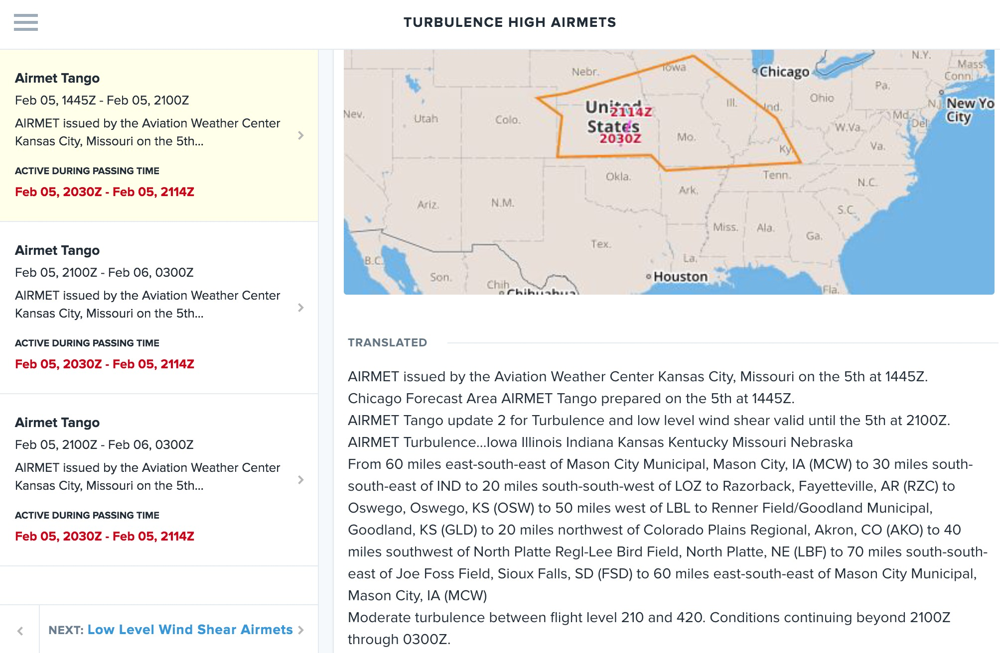 TURBULENCE HIGH AIRMETS
Airmet Tango
Feb 05, 1445Z - Feb 05, 2100Z
AIRMET issued by the Aviation Weather Center
Kansas City, Missouri on the 5th...
ACTIVE DURING PASSING TIME
Feb 05, 2030Z - Feb 05, 2114Z
Airmet Tango
Feb 05, 2100Z - Feb 06, 0300Z
AIRMET issued by the Aviation Weather Center
Kansas City, Missouri on the 5th...
ACTIVE DURING PASSING TIME
Feb 05, 2030Z - Feb 05, 2114Z
Airmet Tango
Feb 05, 2100Z - Feb 06, 0300Z
AIRMET issued by the Aviation Weather Center
Kansas City, Missouri on the 5th...
ACTIVE DURING PASSING TIME
Feb 05, 2030Z - Feb 05, 2114Z
NEXT: Low Level Wind Shear Airmets
N.Y.
Mass.
Conn.
Iowa
Nebr.
Chicago
Pa.
Ohio
New Yo
City
N.J.
Ill.
Ind.
United
States
2114Z
2030Z
Nev.
Utah
Colo.
Md.
Del.
W.Va.
Mo.
Ky.
Va.
Okla.
Tenn.
N.C.
Ark.
Ariz.
N.M.
S.C.
Miss.
Ala.
Ga.
Tex.
La.
B.C.
Son.
Chih.
Chihuahua
Houston
Fla.
TRANSLATED
AIRMET issued by the Aviation Weather Center Kansas City, Missouri on the 5th at 1445Z.
Chicago Forecast Area AIRMET Tango prepared on the 5th at 1445Z.
AIRMET Tango update 2 for Turbulence and low level wind shear valid until the 5th at 2100Z.
AIRMET Turbulence...Iowa Illinois Indiana Kansas Kentucky Missouri Nebraska
From 60 miles east-south-east of Mason City Municipal, Mason City, IA (MCW) to 30 miles south-
south-east of IND to 20 miles south-south-west of LOZ to Razorback, Fayetteville, AR (RZC) to
Oswego, Oswego, KS (OSW) to 50 miles west of LBL to Renner Field/Goodland Municipal,
Goodland, KS (GLD) to 20 miles northwest of Colorado Plains Regional, Akron, CO (AKO) to 40
miles southwest of North Platte Regl-Lee Bird Field, North Platte, NE (LBF) to 70 miles south-south-
east of Joe Foss Field, Sioux Falls, SD (FSD) to 60 miles east-south-east of Mason City Municipal,
Mason City, IA (MCW)
Moderate turbulence between flight level 210 and 420. Conditions continuing beyond 2100Z
through 0300Z.